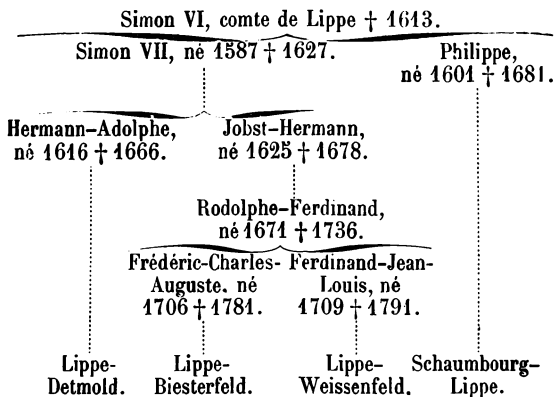 Simon VI, comte de Lippe † 1613.
Simon VII, né 1587 † 1627.
Philippe,
né 1601 † 1681.
Hermann-Adolphe,
né 1616 † 1666.
Jobst-Hermann,
né 1625 † 1678.
Rodolphe-Ferdinand,
né 1671 † 1736.
Frédéric-Charles-
Auguste. né
1706 † 1781.
Ferdinand-Jean-
Louis, né
1709 † 1791.
Lippe-
Detmold.
Lippe-
Biesterfeld.
Lippe-
Weissenfeld.
Schaumbourg-
Lippe.